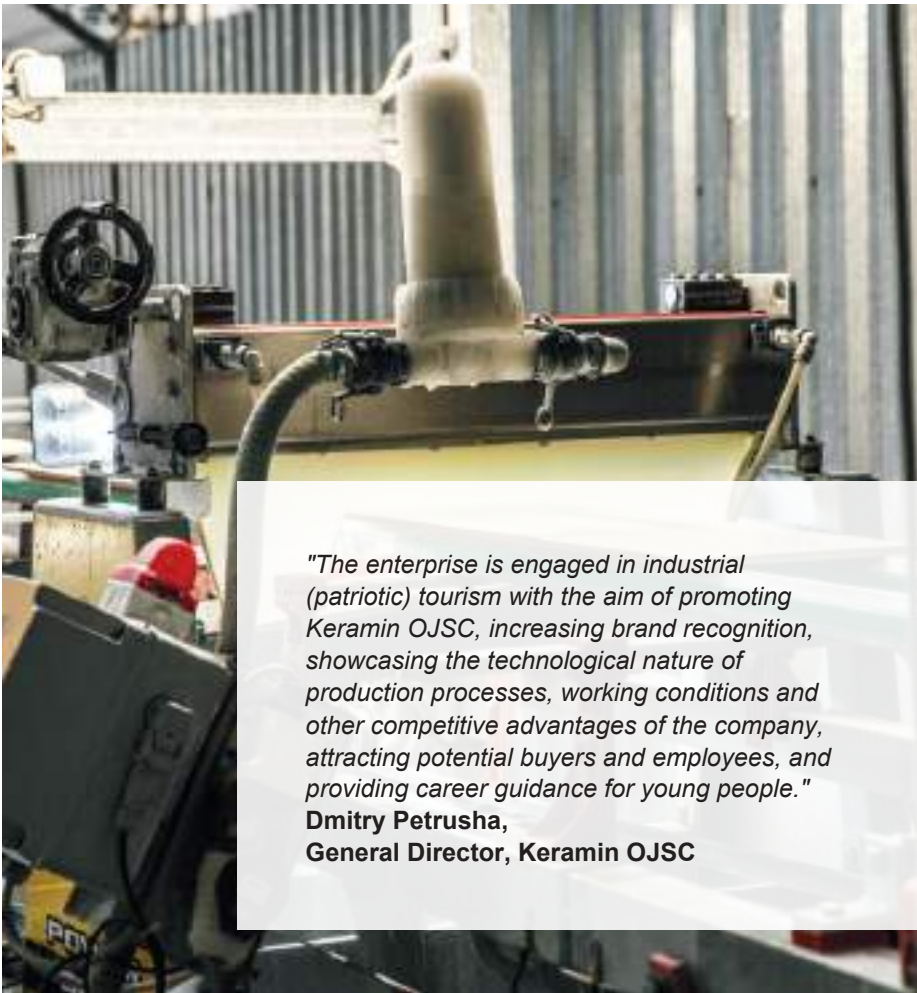 "The enterprise is engaged in industrial
(patriotic) tourism with the aim of promoting
Keramin OJSC, increasing brand recognition,
showcasing the technological nature of
production processes, working conditions and
other competitive advantages of the company,
attracting potential buyers and employees, and
providing career guidance for young people."
Dmitry Petrusha,
General Director, Keramin OJSC